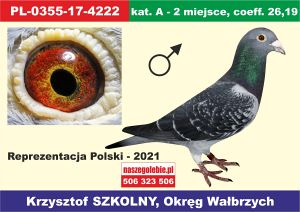 PL-0355-17-4222
kat. A - 2 miejsce, coeff. 26,19
Reprezentacja Polski - 2021
naszegolebie.pl
506 323 506
Krzysztof SZKOLNY, Okręg Wałbrzych